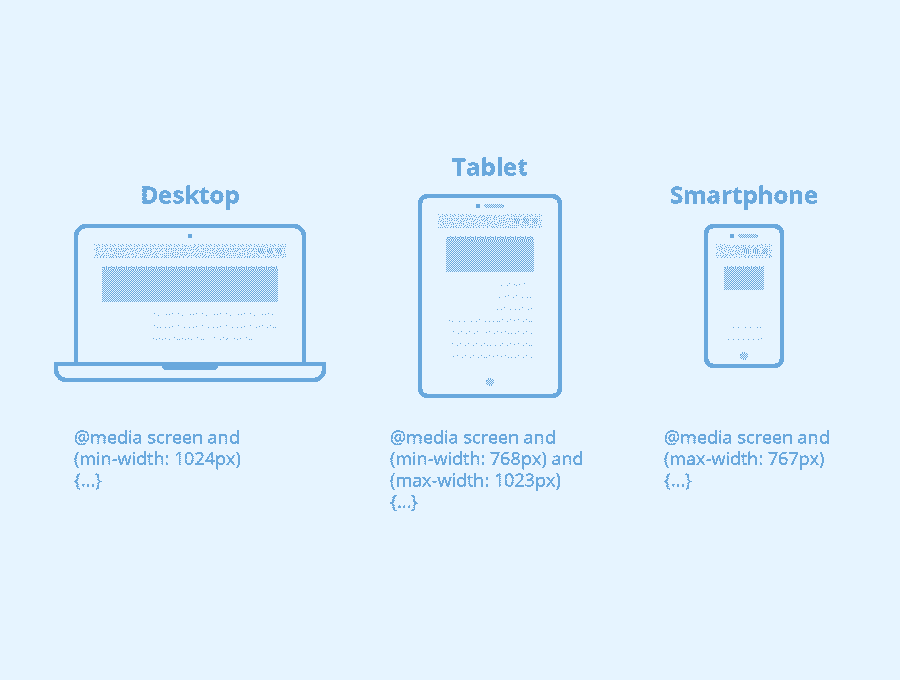 Desktop
@media screen and
(min-width: 1024px)
{...}
Tablet
@media screen and
(min-width: 768px) and
(max-width: 1023px)
{...}
Smartphone
@media screen and
(max-width: 767px)
{...}